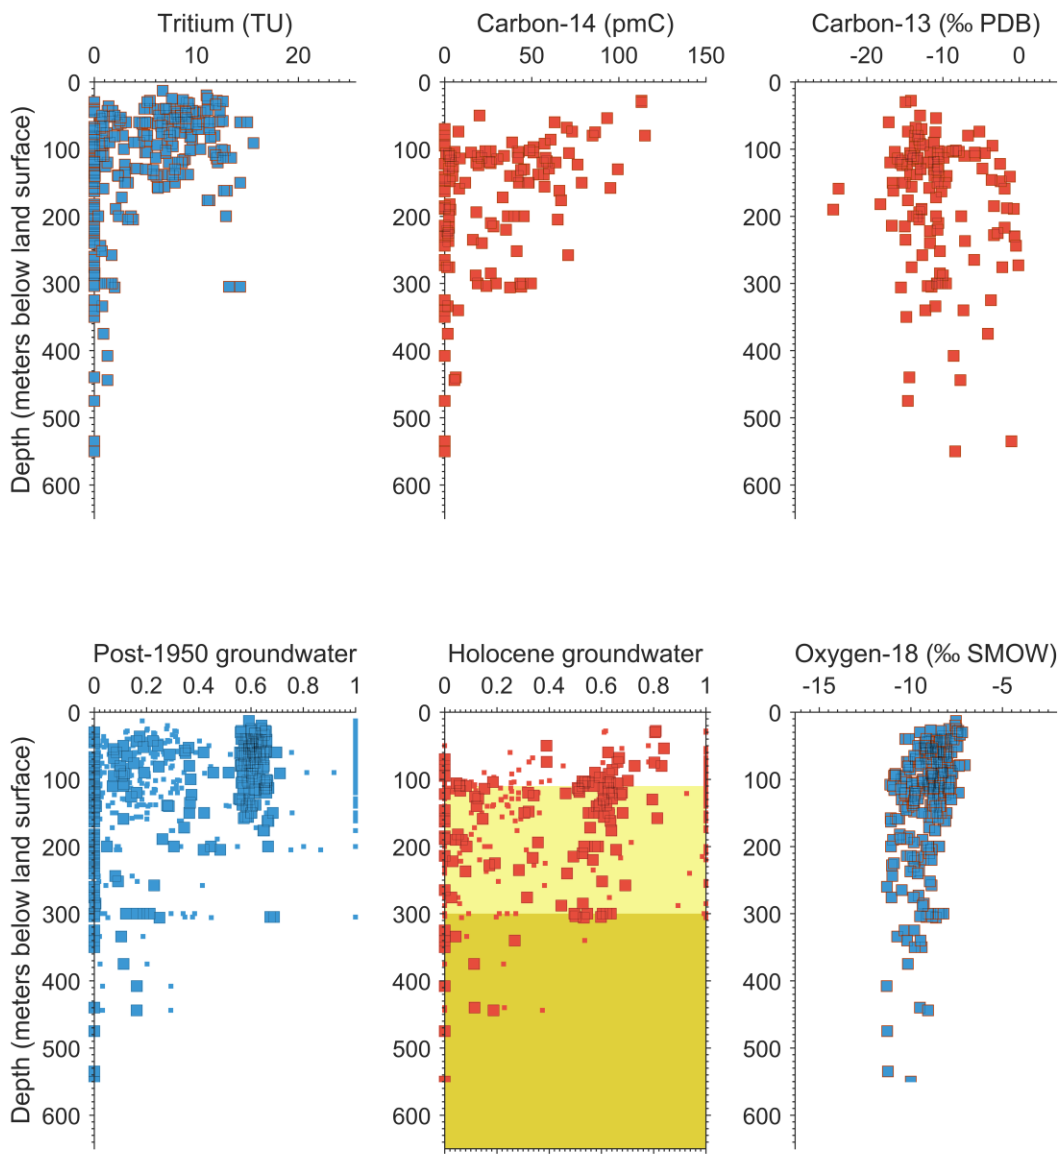 Tritium (TU) Carbon-14 (pmC) Carbon-13 (‰ PDB)
0 10 20 0 50 100 150 -20 -10 0
Depth (meters below land surface)
0 0 0
100 100 100
200 200 200
300 300 300
400 400 400
500 500 500
600 600 600
Post-1950 groundwater Holocene groundwater Oxygen-18 (‰ SMOW)
0 0.2 0.4 0.6 0.8 1 0 0.2 0.4 0.6 0.8 1 -15 -10 -5
Depth (meters below land surface)
0 0 0
100 100 100
200 200 200
300 300 300
400 400 400
500 500 500
600 600 600